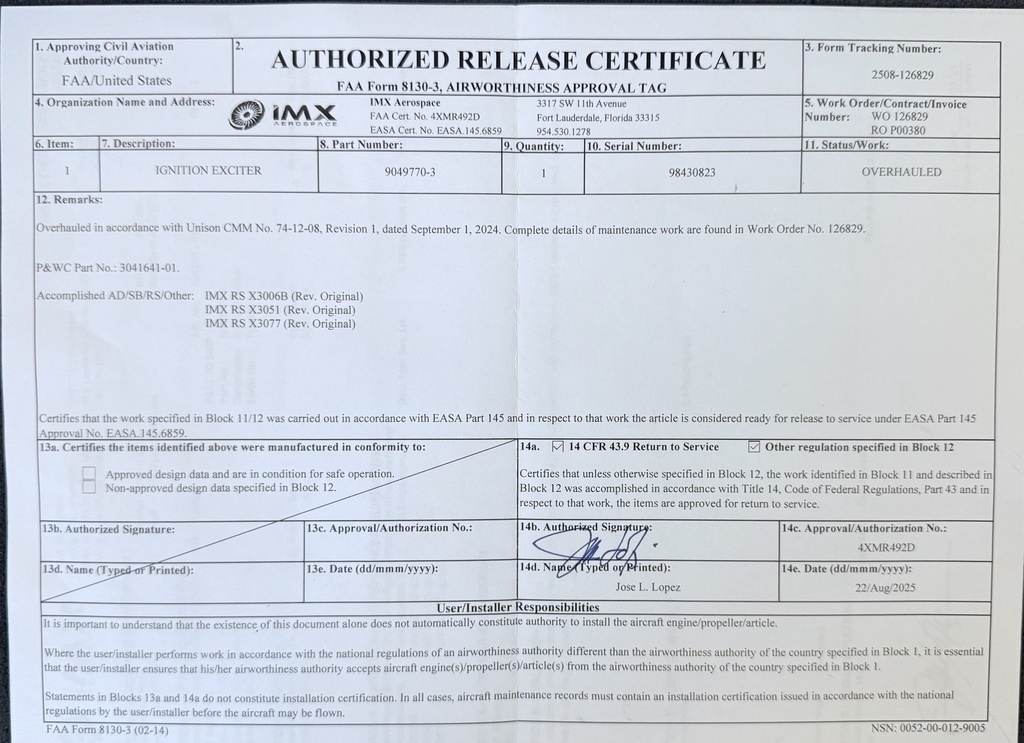 1. Approving Civil Aviation
Authority/Country:
FAA/United States
2.
AUTHORIZED RELEASE CERTIFICATE
FAA Form 8130-3, AIRWORTHINESS APPROVAL TAG
3. Form Tracking Number:
2508-126829
4. Organization Name and Address:
IMX
AEROSPACE
IMX Aerospace
FAA Cert. No. 4XMR492D
EASA Cert. No. EASA.145.6859
3317 SW 11th Avenue
Fort Lauderdale, Florida 33315
954.530.1278
5. Work Order/Contract/Invoice
Number: WO 126829
RO P00380
6. Item: 7. Description: 8. Part Number: 9. Quantity: 10. Serial Number: 11. Status/Work:
1 IGNITION EXCITER 9049770-3 1 98430823 OVERHAULED
12. Remarks:
Overhauled in accordance with Unison CMM No. 74-12-08, Revision 1, dated September 1, 2024. Complete details of maintenance work are found in Work Order No. 126829.
P&WC Part No.: 3041641-01.
Accomplished AD/SB/RS/Other: IMX RS X3006B (Rev. Original)
IMX RS X3051 (Rev. Original)
IMX RS X3077 (Rev. Original)
Certifies that the work specified in Block 11/12 was carried out in accordance with EASA Part 145 and in respect to that work the article is considered ready for release to service under EASA Part 145
Approval No. EASA.145.6859.
13a. Certifies the items identified above were manufactured in conformity to:
Approved design data and are in condition for safe operation.
Non-approved design data specified in Block 12.
14a. 14 CFR 43.9 Return to Service Other regulation specified in Block 12
Certifies that unless otherwise specified in Block 12, the work identified in Block 11 and described in
Block 12 was accomplished in accordance with Title 14, Code of Federal Regulations, Part 43 and in
respect to that work, the items are approved for return to service.
13b. Authorized Signature: 13c. Approval/Authorization No.: 14b. Authorized Signature: 14c. Approval/Authorization No.:
4XMR492D
13d. Name (Typed or Printed): 13e. Date (dd/mmm/yyyy): 14d. Name (Typed or Printed): 14e. Date (dd/mmm/yyyy):
Jose L. Lopez 22/Aug/2025
User/Installer Responsibilities
It is important to understand that the existence of this document alone does not automatically constitute authority to install the aircraft engine/propeller/article.
Where the user/installer performs work in accordance with the national regulations of an airworthiness authority different than the airworthiness authority of the country specified in Block 1, it is essential
that the user/installer ensures that his/her airworthiness authority accepts aircraft engine(s)/propeller(s)/article(s) from the airworthiness authority of the country specified in Block 1.
Statements in Blocks 13a and 14a do not constitute installation certification. In all cases, aircraft maintenance records must contain an installation certification issued in accordance with the national
regulations by the user/installer before the aircraft may be flown.
FAA Form 8130-3 (02-14) NSN: 0052-00-012-9005